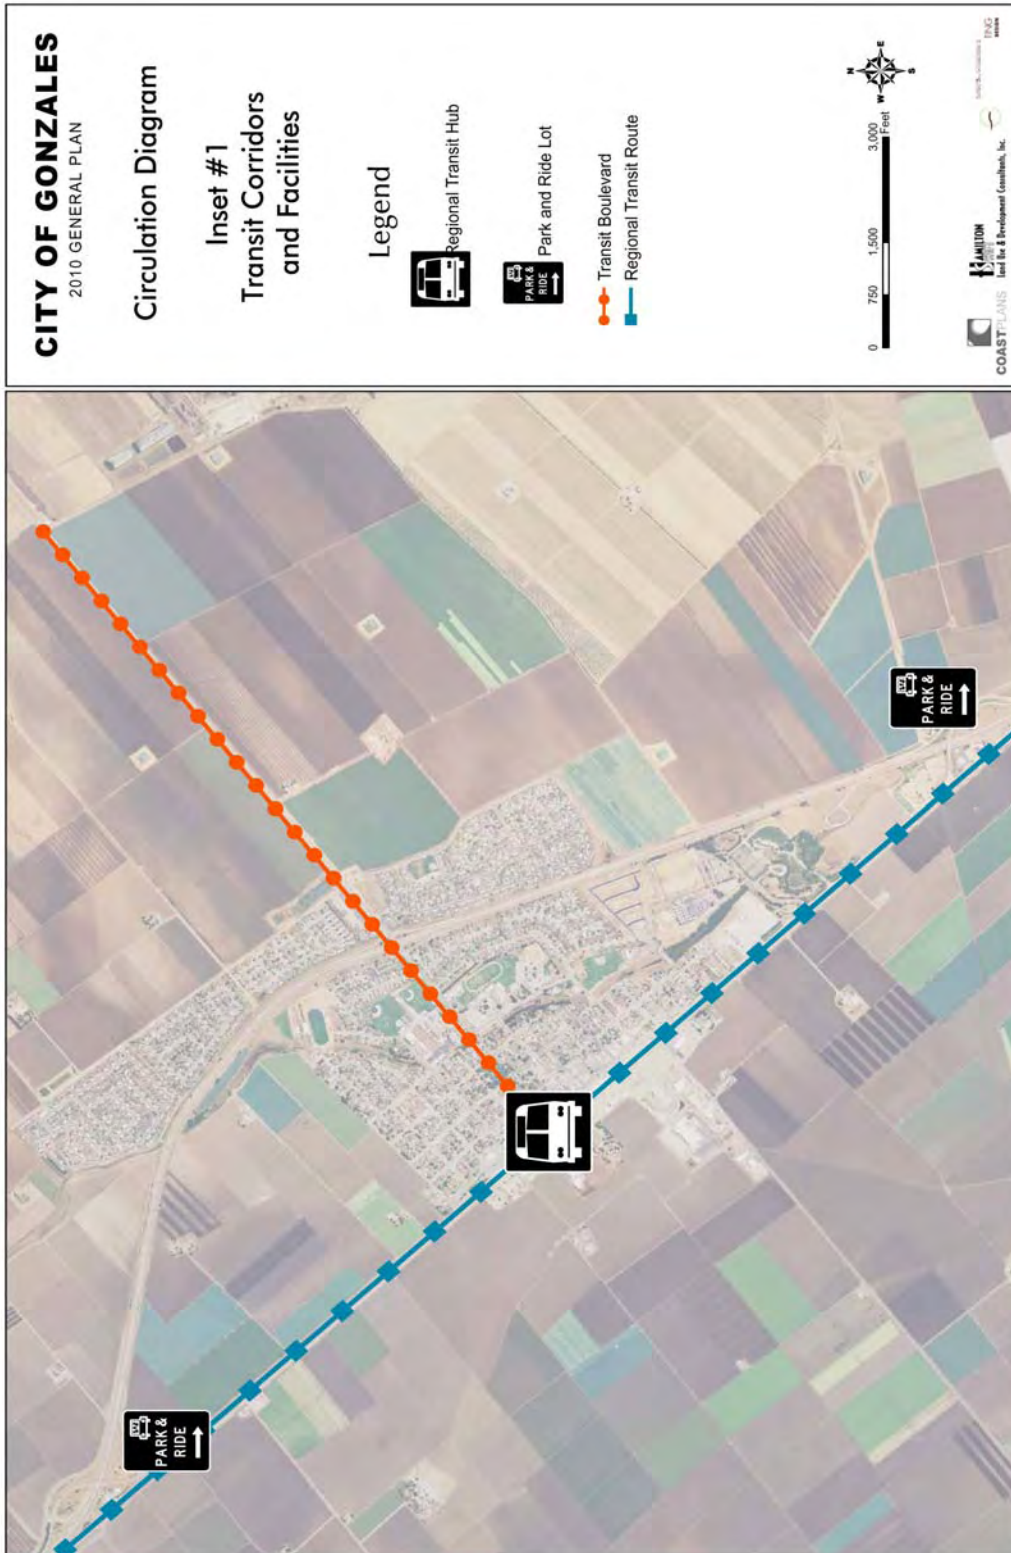 CITY OF GONZALES
2010 GENERAL PLAN
Circulation Diagram
Inset #1
Transit Corridors
and Facilities
Legend
Regional Transit Hub
PARK &
RIDE
Park and Ride Lot
Transit Boulevard
Regional Transit Route
0 750 1,500 3,000
Feet
N
W E
S
COASTPLANS
HAMILTON
Land Use & Development Consultants, Inc.
TING
PARK &
RIDE
PARK &
RIDE